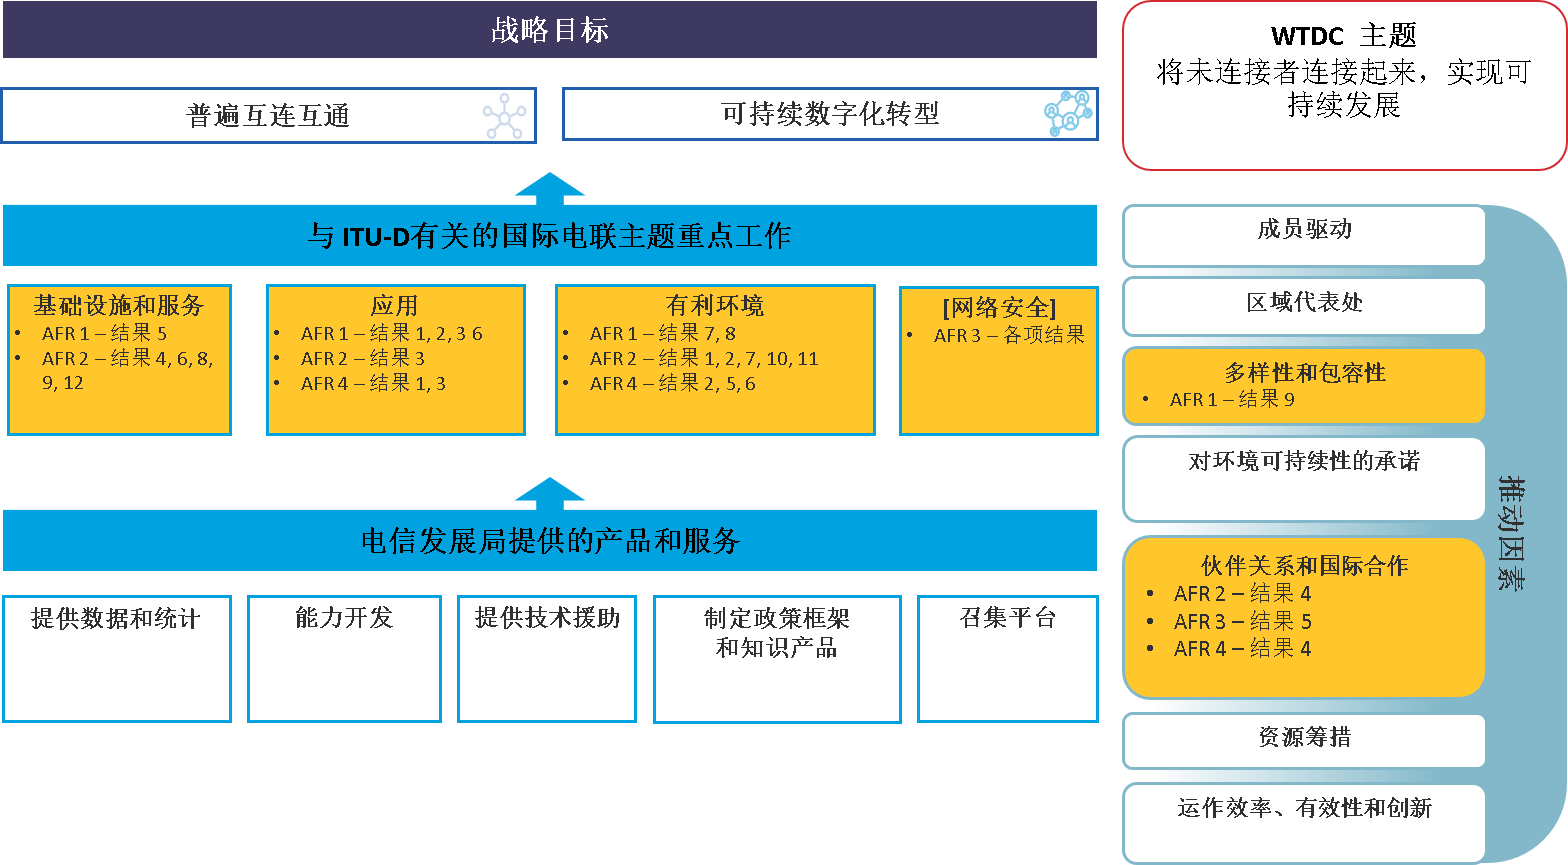 战略目标
普遍互连互通
可持续数字化转型
与 ITU-D有关的国际电联主题重点工作
基础设施和服务
• AFR 1 – 结果 5
• AFR 2 – 结果 4, 6, 8,
9, 12
应用
• AFR 1 – 结果 1, 2, 3 6
• AFR 2 – 结果 3
• AFR 4 – 结果 1, 3
有利环境
• AFR 1 – 结果 7, 8
• AFR 2 – 结果 1, 2, 7, 10, 11
• AFR 4 – 结果 2, 5, 6
[网络安全]
• AFR 3 – 各项结果
电信发展局提供的产品和服务
提供数据和统计
能力开发
提供技术援助
制定政策框架
和知识产品
召集平台
WTDC 主题
将未连接者连接起来，实现可
持续发展
成员驱动
区域代表处
多样性和包容性
• AFR 1 – 结果 9
对环境可持续性的承诺
伙伴关系和国际合作
• AFR 2 – 结果 4
• AFR 3 – 结果 5
• AFR 4 – 结果 4
资源筹措
运作效率、有效性和创新
推动因素